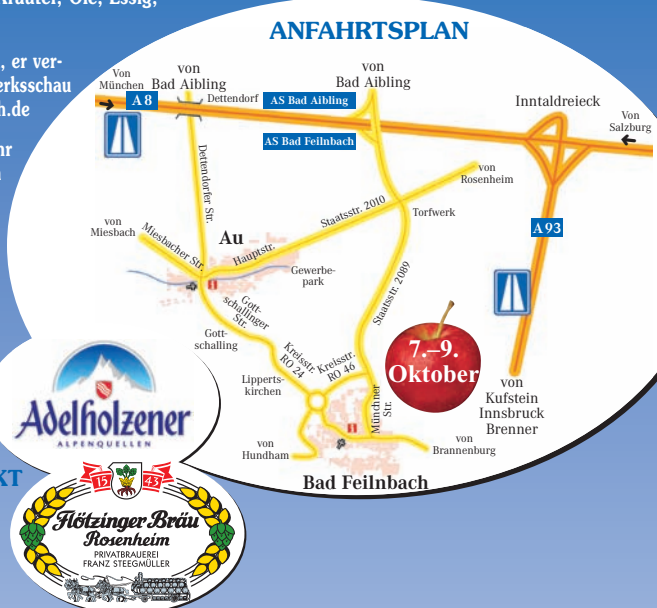 Kräuter, Öle, Essig,
, er ver-
erksschau
h.de
hr
ANFAHRTSPLAN
Von
München
A 8
von
Bad Aibling
Dettendorf
AS Bad Aibling
AS Bad Feilnbach
von
Bad Aibling
Inntaldreieck
Von
Salzburg
von
Rosenheim
Dettendorfer Str.
Staatsstr. 2010
Torfwerk
A 93
von
Miesbach
Miesbacher Str.
Au
Hauptstr.
Gewerbe-
park
Staatsstr. 2089
Gott-
schallinger
Str.
Gott-
schalling
Kreisstr.
RO 24
Kreisstr.
RO 46
Lipperts-
kirchen
Münchner
Str.
7.–9.
Oktober
von
Kufstein
Innsbruck
Brenner
von
Hundham
von
Brannenburg
Bad Feilnbach
Adelholzener
ALPENQUELLEN
KT
15 43
Flötzinger Bräu
Rosenheim
PRIVATBRAUEREI
FRANZ STEEGMÜLLER